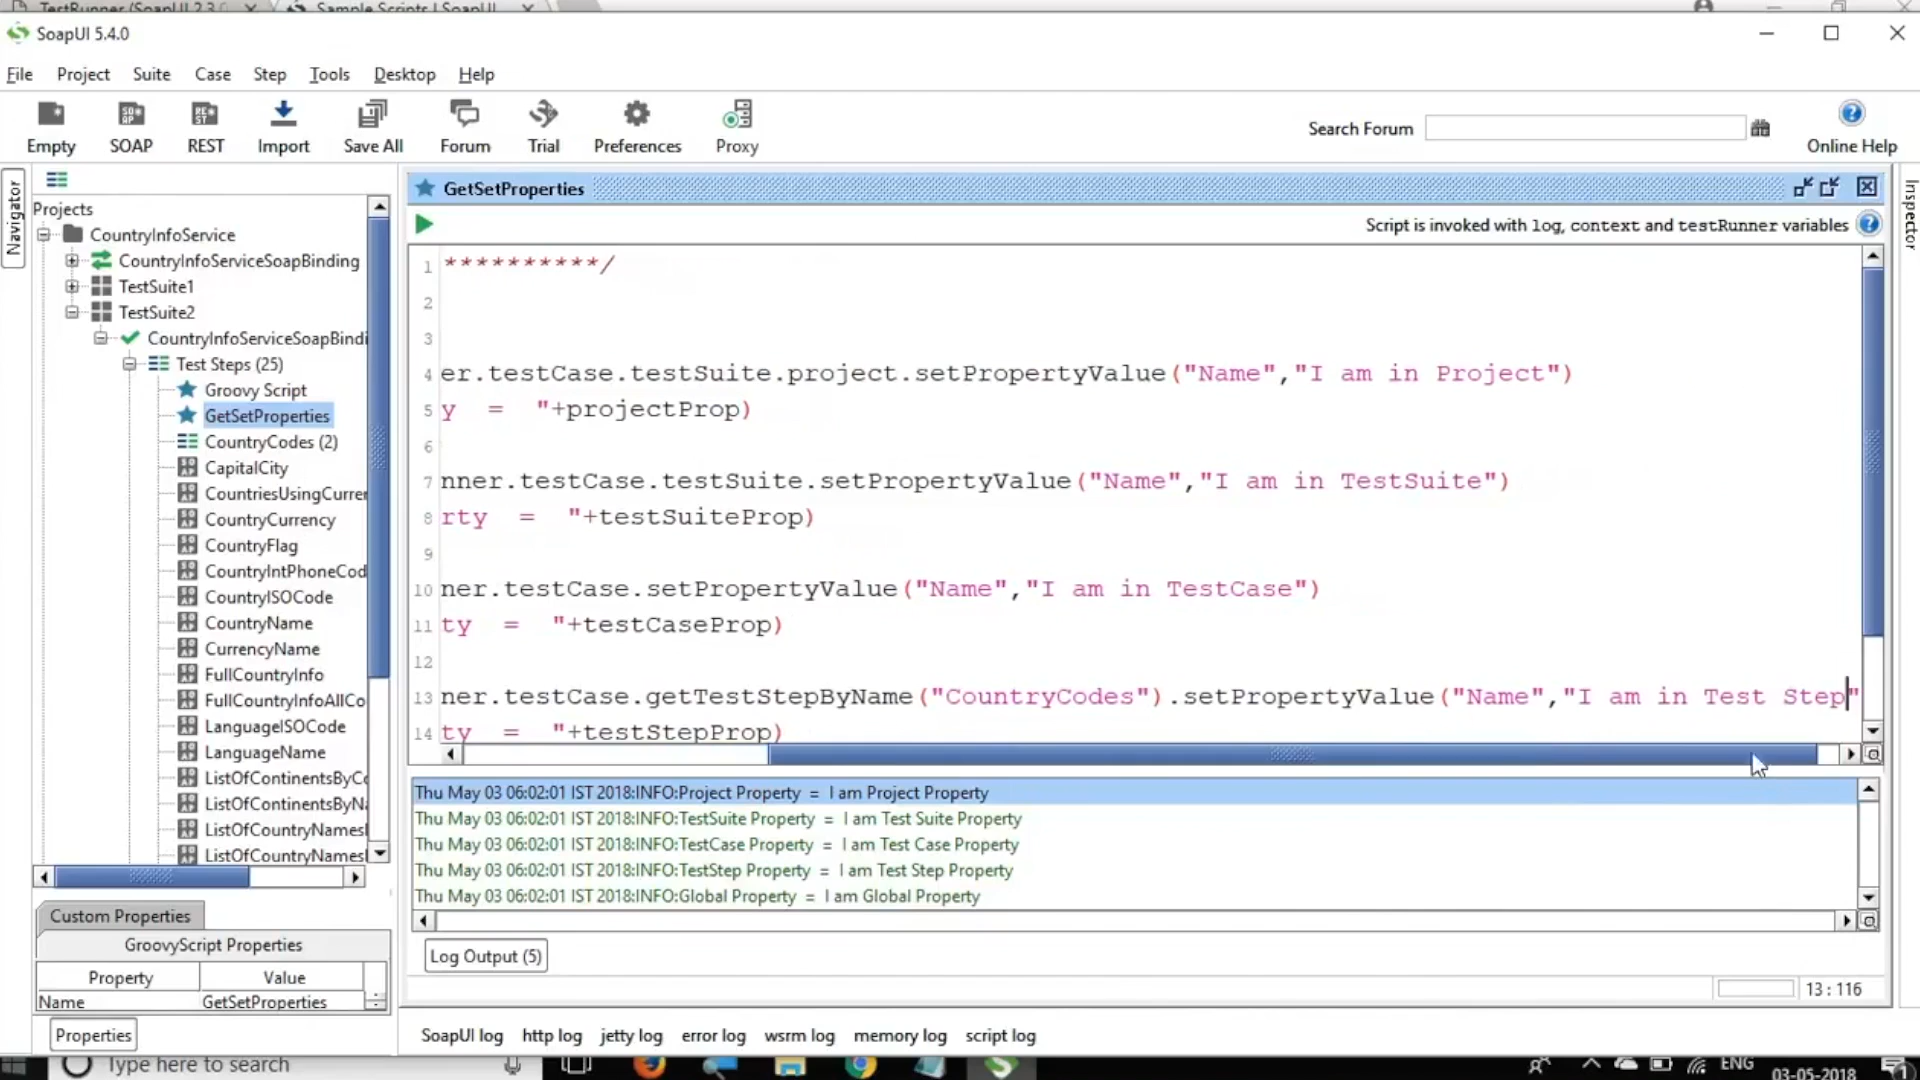 TestRunner (SoapUI 2.3.0
Sample Scripts | SoapUI
SoapUI 5.4.0
File Project Suite Case Step Tools Desktop Help
Empty SOAP REST Import Save All Forum Trial Preferences Proxy
Search Forum
Online Help
Navigator
Inspector
Projects
CountryInfoService
CountryInfoServiceSoapBinding
TestSuite1
TestSuite2
CountryInfoServiceSoapBindi
Test Steps (25)
Groovy Script
GetSetProperties
CountryCodes (2)
CapitalCity
CountriesUsingCurrer
CountryCurrency
CountryFlag
CountryIntPhoneCod
CountryISOCode
CountryName
CurrencyName
FullCountryInfo
FullCountryInfoAllCo
LanguageISOCode
LanguageName
ListOfContinentsByCo
ListOfContinentsByNa
ListOfCountryNames
ListOfCountryNames
Custom Properties
GroovyScript Properties
Property Value
Name GetSetProperties
Properties
GetSetProperties
Script is invoked with log, context and testRunner variables
1 **********/
2
3
4 er.testCase.testSuite.project.setPropertyValue("Name","I am in Project")
5 y = "+projectProp)
6
7 nner.testCase.testSuite.setPropertyValue("Name","I am in TestSuite")
8 rty = "+testSuiteProp)
9
10 ner.testCase.setPropertyValue("Name","I am in TestCase")
11 ty = "+testCaseProp)
12
13 ner.testCase.getTestStepByName("CountryCodes").setPropertyValue("Name","I am in Test Step"
14 ty = "+testStepProp)
Thu May 03 06:02:01 IST 2018:INFO:Project Property = I am Project Property
Thu May 03 06:02:01 IST 2018:INFO:TestSuite Property = I am Test Suite Property
Thu May 03 06:02:01 IST 2018:INFO:TestCase Property = I am Test Case Property
Thu May 03 06:02:01 IST 2018:INFO:TestStep Property = I am Test Step Property
Thu May 03 06:02:01 IST 2018:INFO:Global Property = I am Global Property
Log Output (5)
13 : 116
SoapUI log http log jetty log error log wsrm log memory log script log
Type here to search
ENG
03-05-2018